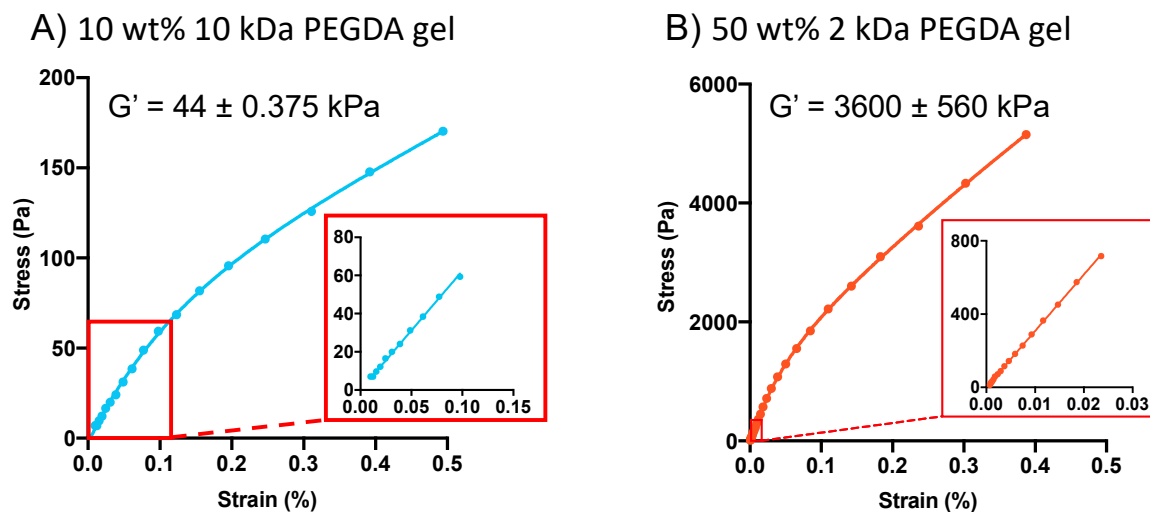 A) 10 wt% 10 kDa PEGDA gel
G’ = 44 ± 0.375 kPa
Stress (Pa)
200
150
100
50
0
0.0 0.1 0.2 0.3 0.4 0.5
Strain (%)
80
60
40
20
0
0.00 0.05 0.10 0.15
B) 50 wt% 2 kDa PEGDA gel
G’ = 3600 ± 560 kPa
Stress (Pa)
6000
4000
2000
0
0.0 0.1 0.2 0.3 0.4 0.5
Strain (%)
800
400
0
0.00 0.01 0.02 0.03